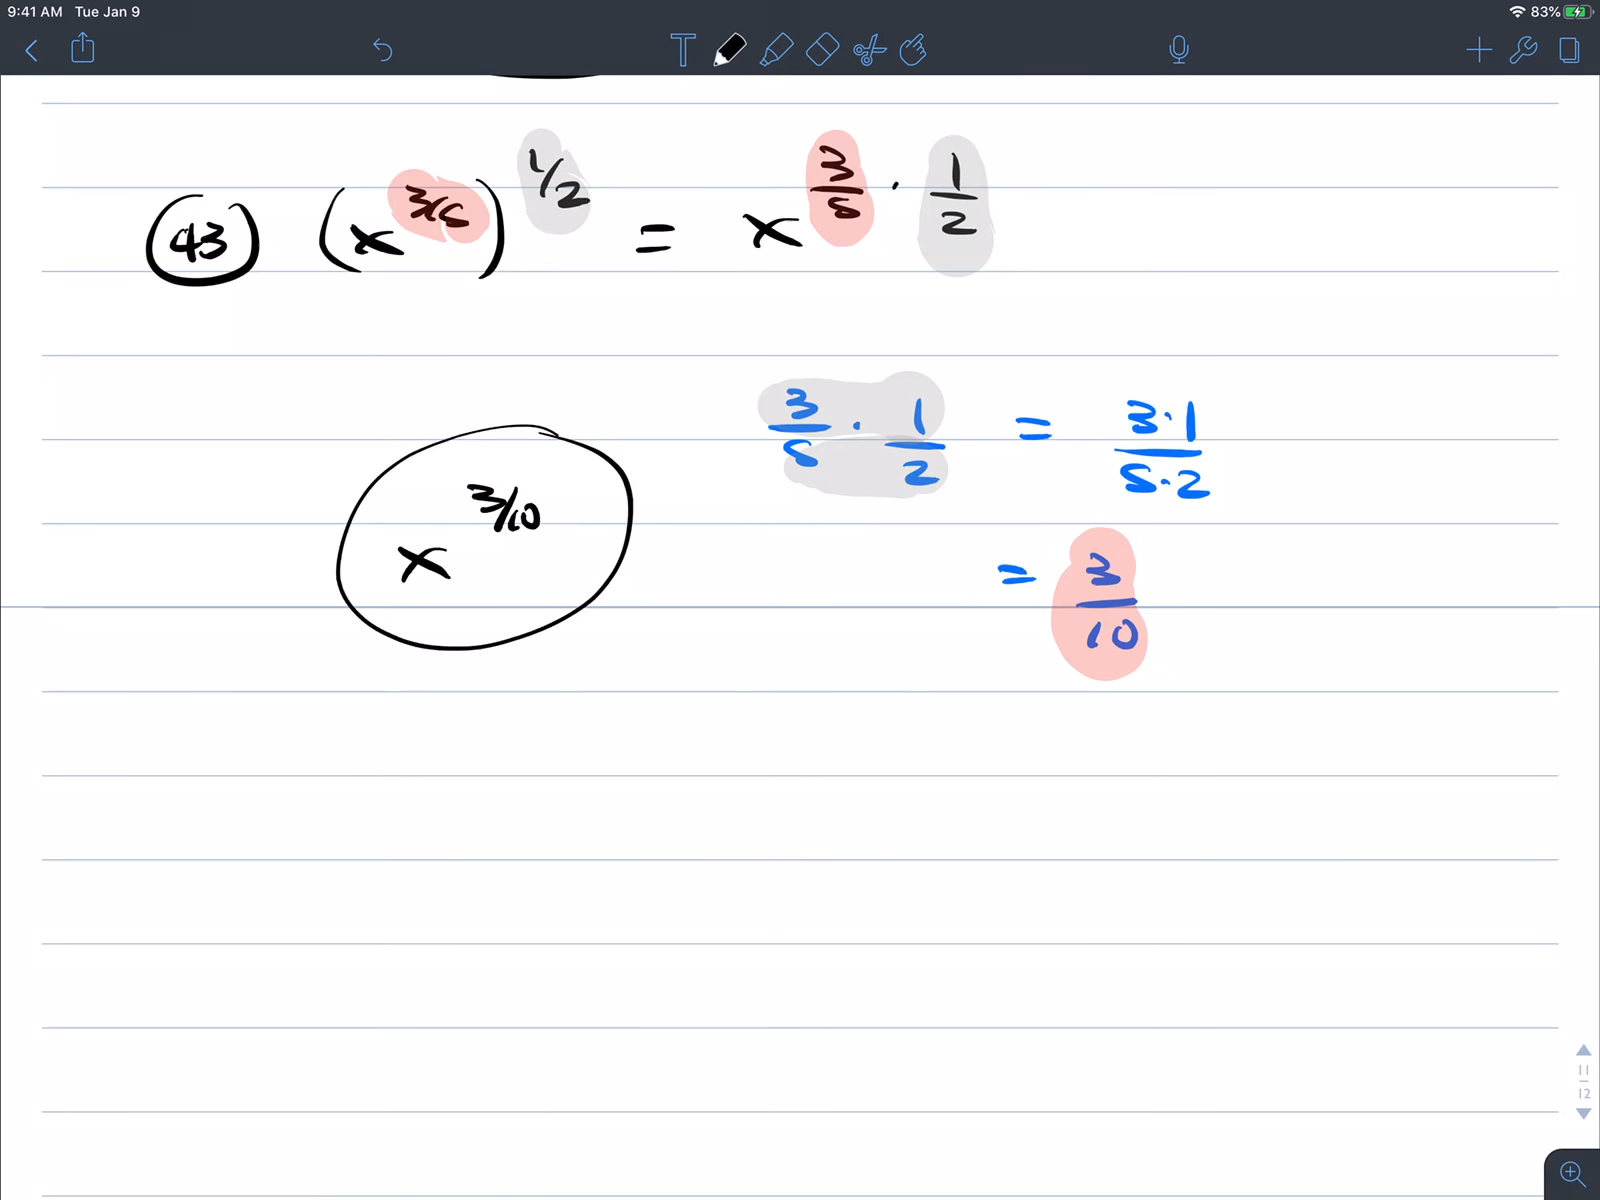 9:41 AM Tue Jan 9 83%
T
43 (x^3/5)^1/2 = x^3/5 · 1/2
3/5 · 1/2 = 3·1/5·2
x^3/10
= 3/10
11
12